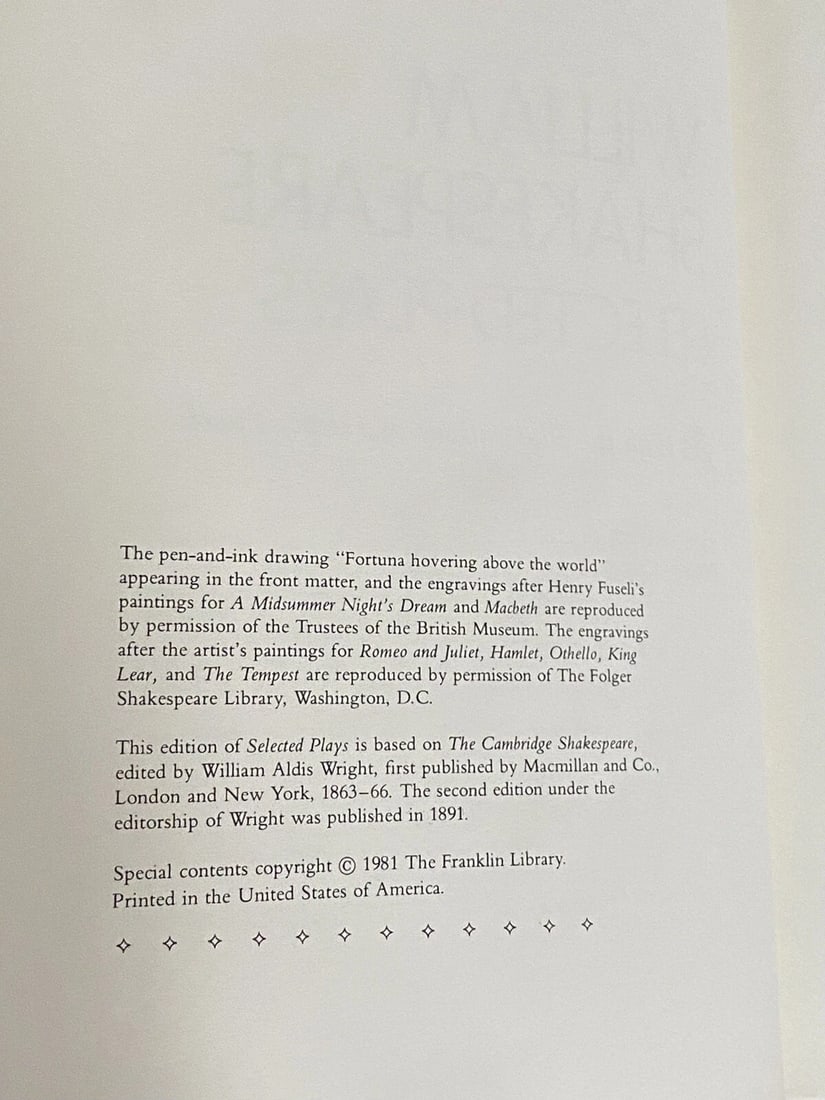 The pen-and-ink drawing “Fortuna hovering above the world”
appearing in the front matter, and the engravings after Henry Fuseli's
paintings for A Midsummer Night's Dream and Macbeth are reproduced
by permission of the Trustees of the British Museum. The engravings
after the artist's paintings for Romeo and Juliet, Hamlet, Othello, King
Lear, and The Tempest are reproduced by permission of The Folger
Shakespeare Library, Washington, D.C.
This edition of Selected Plays is based on The Cambridge Shakespeare,
edited by William Aldis Wright, first published by Macmillan and Co.,
London and New York, 1863–66. The second edition under the
editorship of Wright was published in 1891.
Special contents copyright © 1981 The Franklin Library.
Printed in the United States of America.